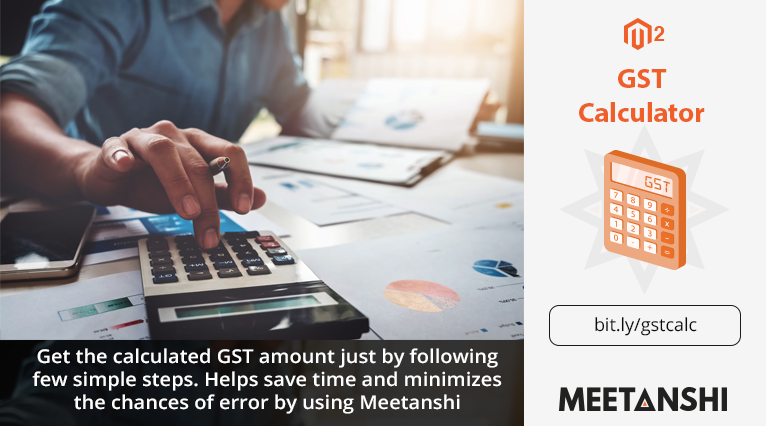 Get the calculated GST amount just by following
few simple steps. Helps save time and minimizes
the chances of error by using Meetanshi
2
GST
Calculator
GST
7 8 9 ÷
4 5 6 x
1 2 3 -
0 . + =
bit.ly/gstcalc
MEETANSHI